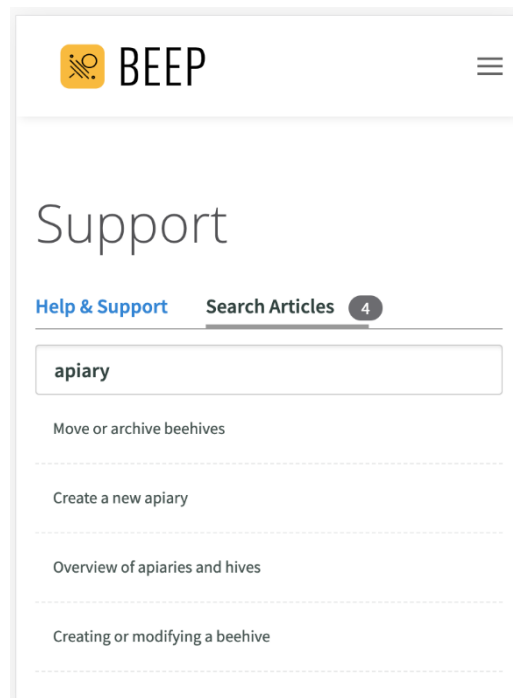 BEEP
Support
Help & Support Search Articles 4
apiary
Move or archive beehives
Create a new apiary
Overview of apiaries and hives
Creating or modifying a beehive